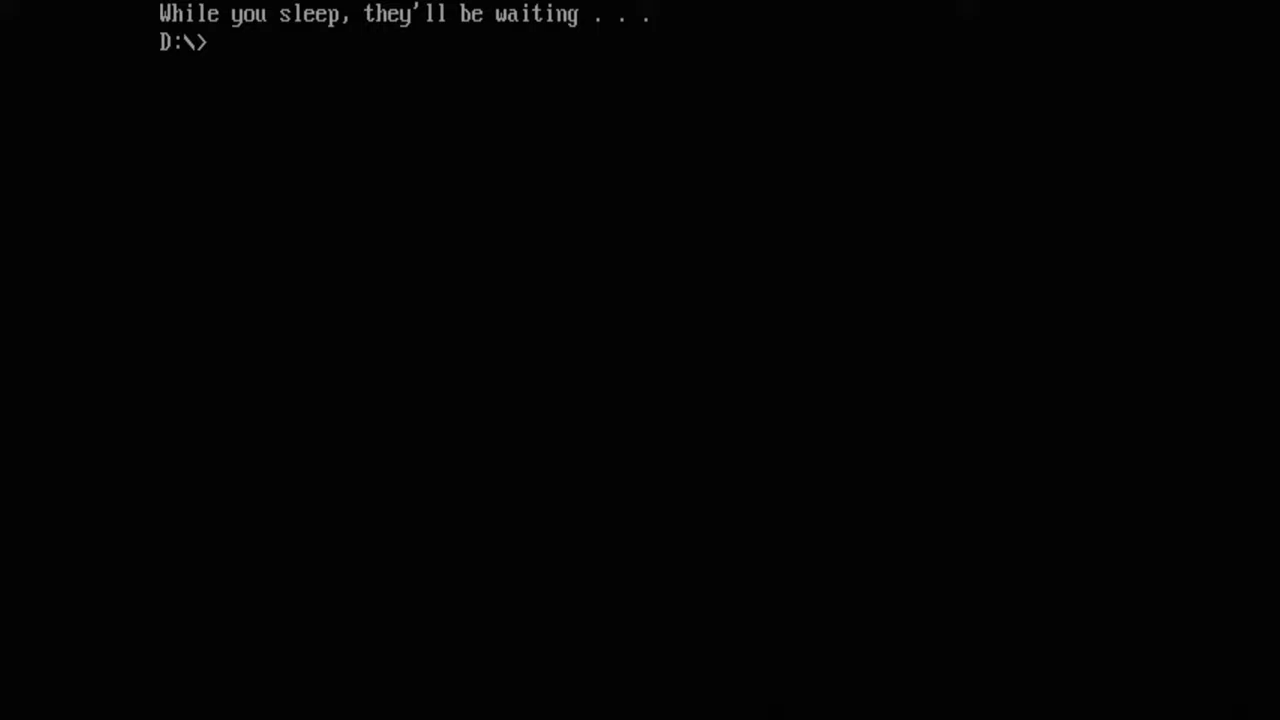 While you sleep, they'll be waiting . . .
D:\>